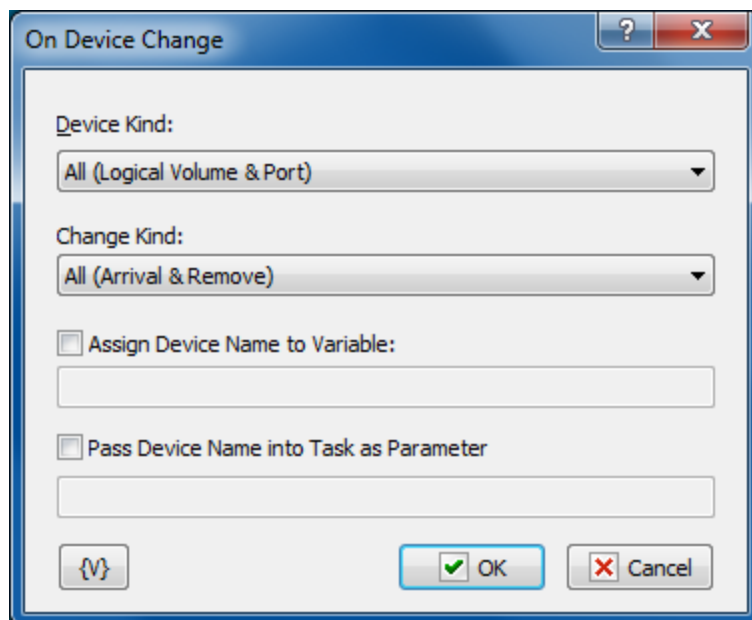 On Device Change
?
Device Kind:
All (Logical Volume & Port)
Change Kind:
All (Arrival & Remove)
Assign Device Name to Variable:
Pass Device Name into Task as Parameter
{V}
OK
Cancel